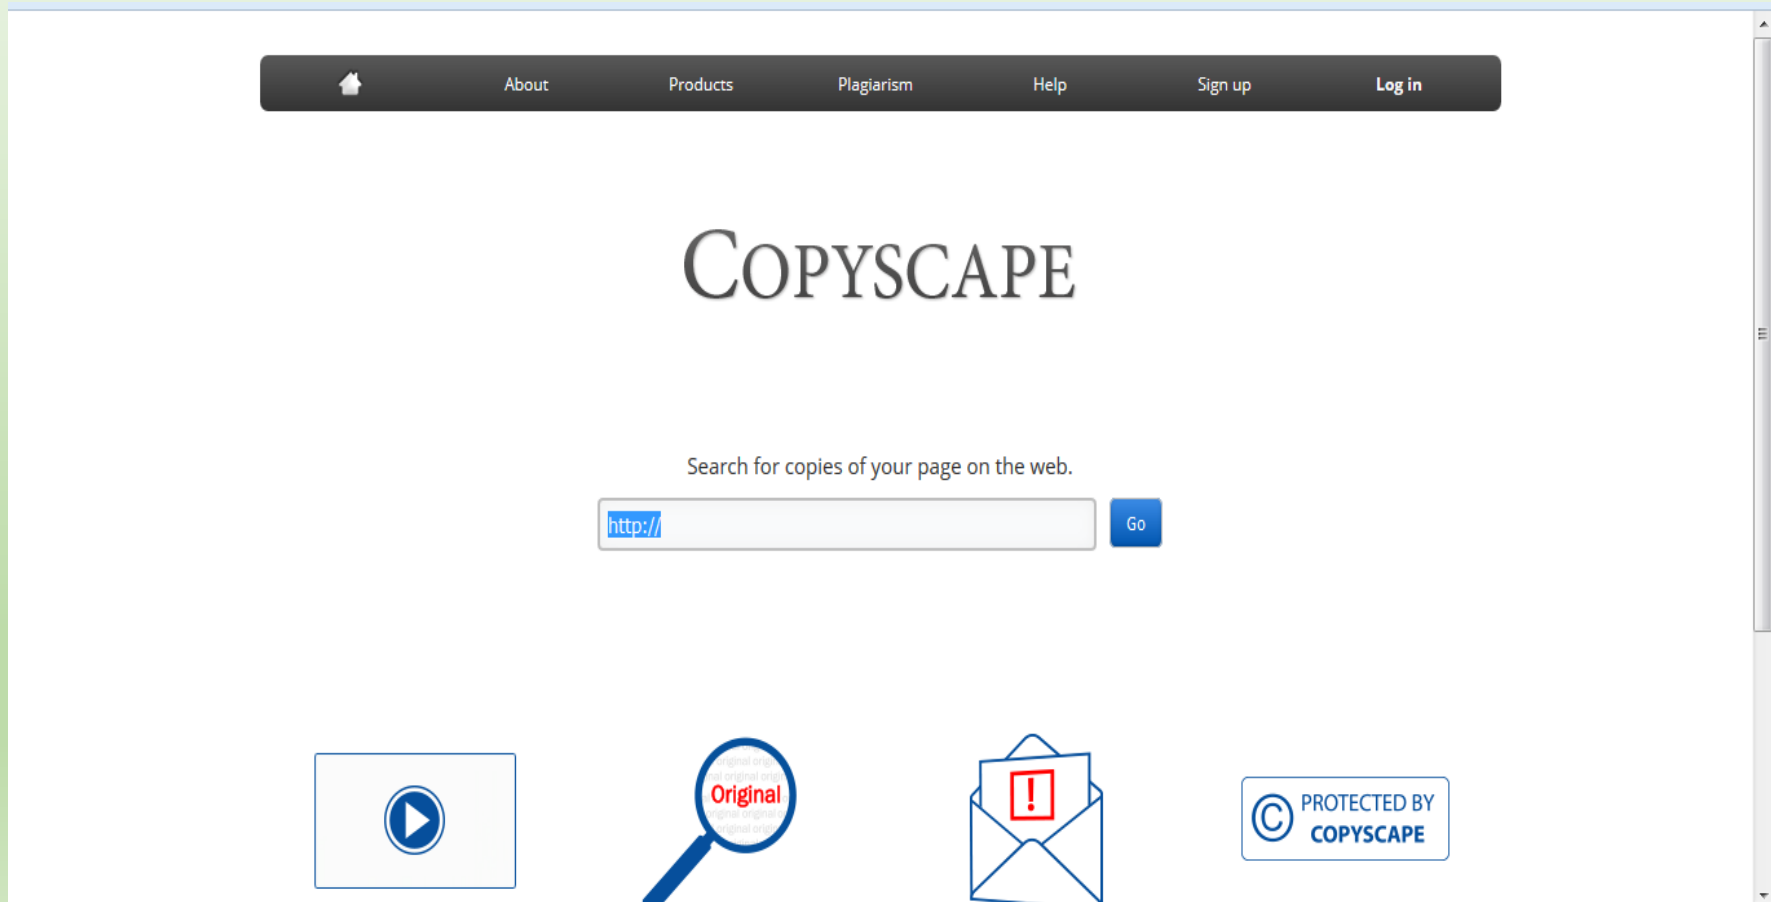 About Products Plagiarism Help Sign up Log in
COPYSCAPE
Search for copies of your page on the web.
http:// Go
Original
!
© PROTECTED BY
COPYSCAPE